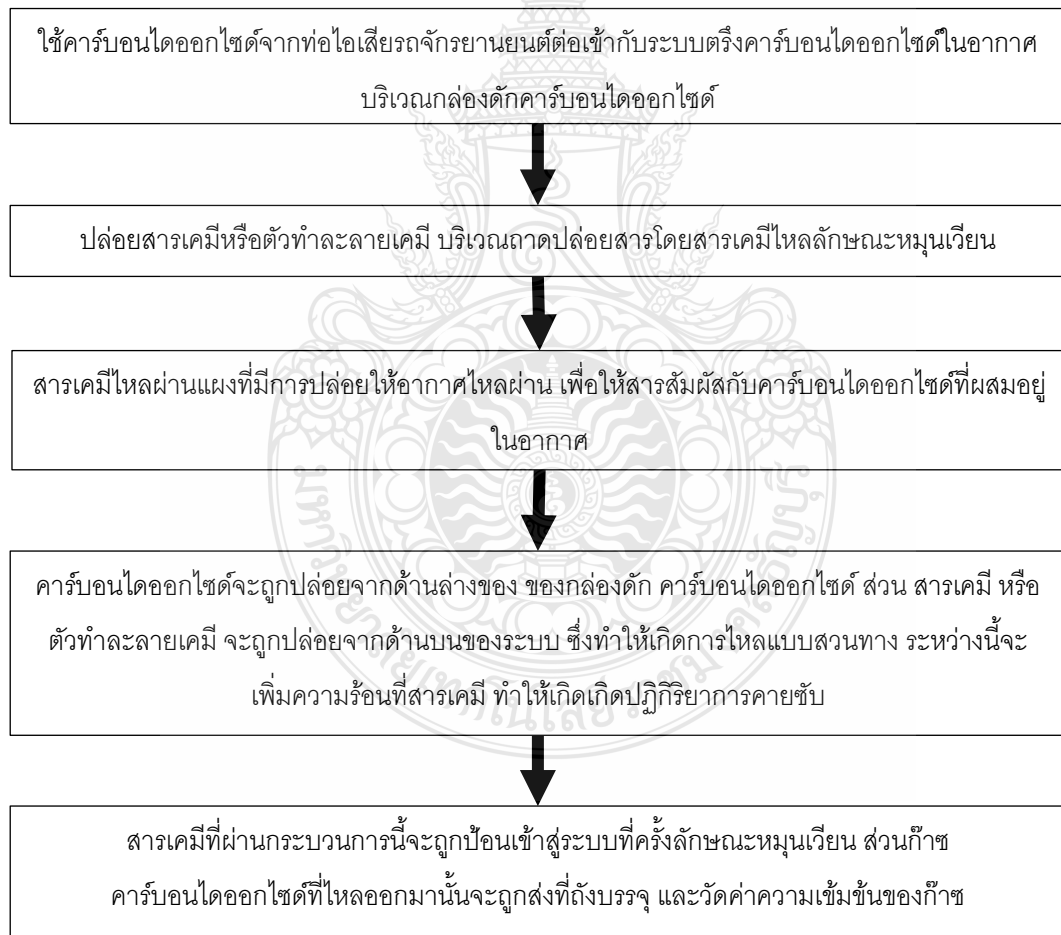 ใช้คาร์บอนไดออกไซด์จากท่อไอเสียรถจักรยานยนต์ต่อเข้ากับระบบตรึงคาร์บอนไดออกไซด์ในอากาศ
บริเวณกล่องดักคาร์บอนไดออกไซด์
ปล่อยสารเคมีหรือตัวทำละลายเคมี บริเวณถาดปล่อยสารโดยสารเคมีไหลลักษณะหมุนเวียน
สารเคมีไหลผ่านแผงที่มีการปล่อยให้อากาศไหลผ่าน เพื่อให้สารสัมผัสกับคาร์บอนไดออกไซด์ที่ผสมอยู่
ในอากาศ
คาร์บอนไดออกไซด์จะถูกปล่อยจากด้านล่างของ ของกล่องดัก คาร์บอนไดออกไซด์ ส่วน สารเคมี หรือ
ตัวทำละลายเคมี จะถูกปล่อยจากด้านบนของระบบ ซึ่งทำให้เกิดการไหลแบบสวนทาง ระหว่างนี้จะ
เพิ่มความร้อนที่สารเคมี ทำให้เกิดเกิดปฏิกิริยาการคายซับ
สารเคมีที่ผ่านกระบวนการนี้จะถูกป้อนเข้าสู่ระบบที่ครั้งลักษณะหมุนเวียน ส่วนก๊าซ
คาร์บอนไดออกไซด์ที่ไหลออกมานั้นจะถูกส่งที่ถังบรรจุ และวัดค่าความเข้มข้นของก๊าซ
มหาวิทยาลัยเทคโนโลยีราชมงคลธัญบุรี